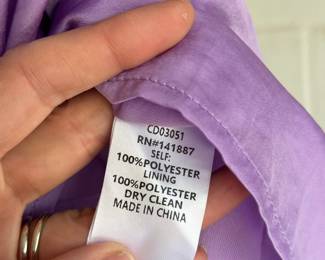 CD03051
RN#141887
SELF:
100%POLYESTER
LINING
100%POLYESTER
DRY CLEAN
MADE IN CHINA